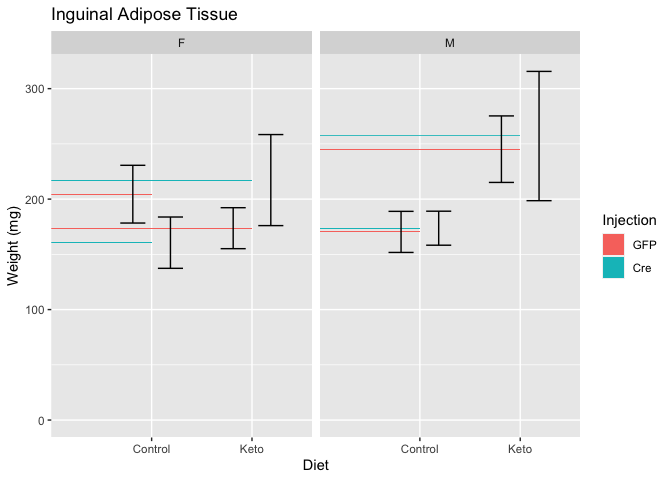 Inguinal Adipose Tissue
F
M
300
200
100
0
Weight (mg)
Control
Keto
Control
Keto
Diet
Injection
GFP
Cre